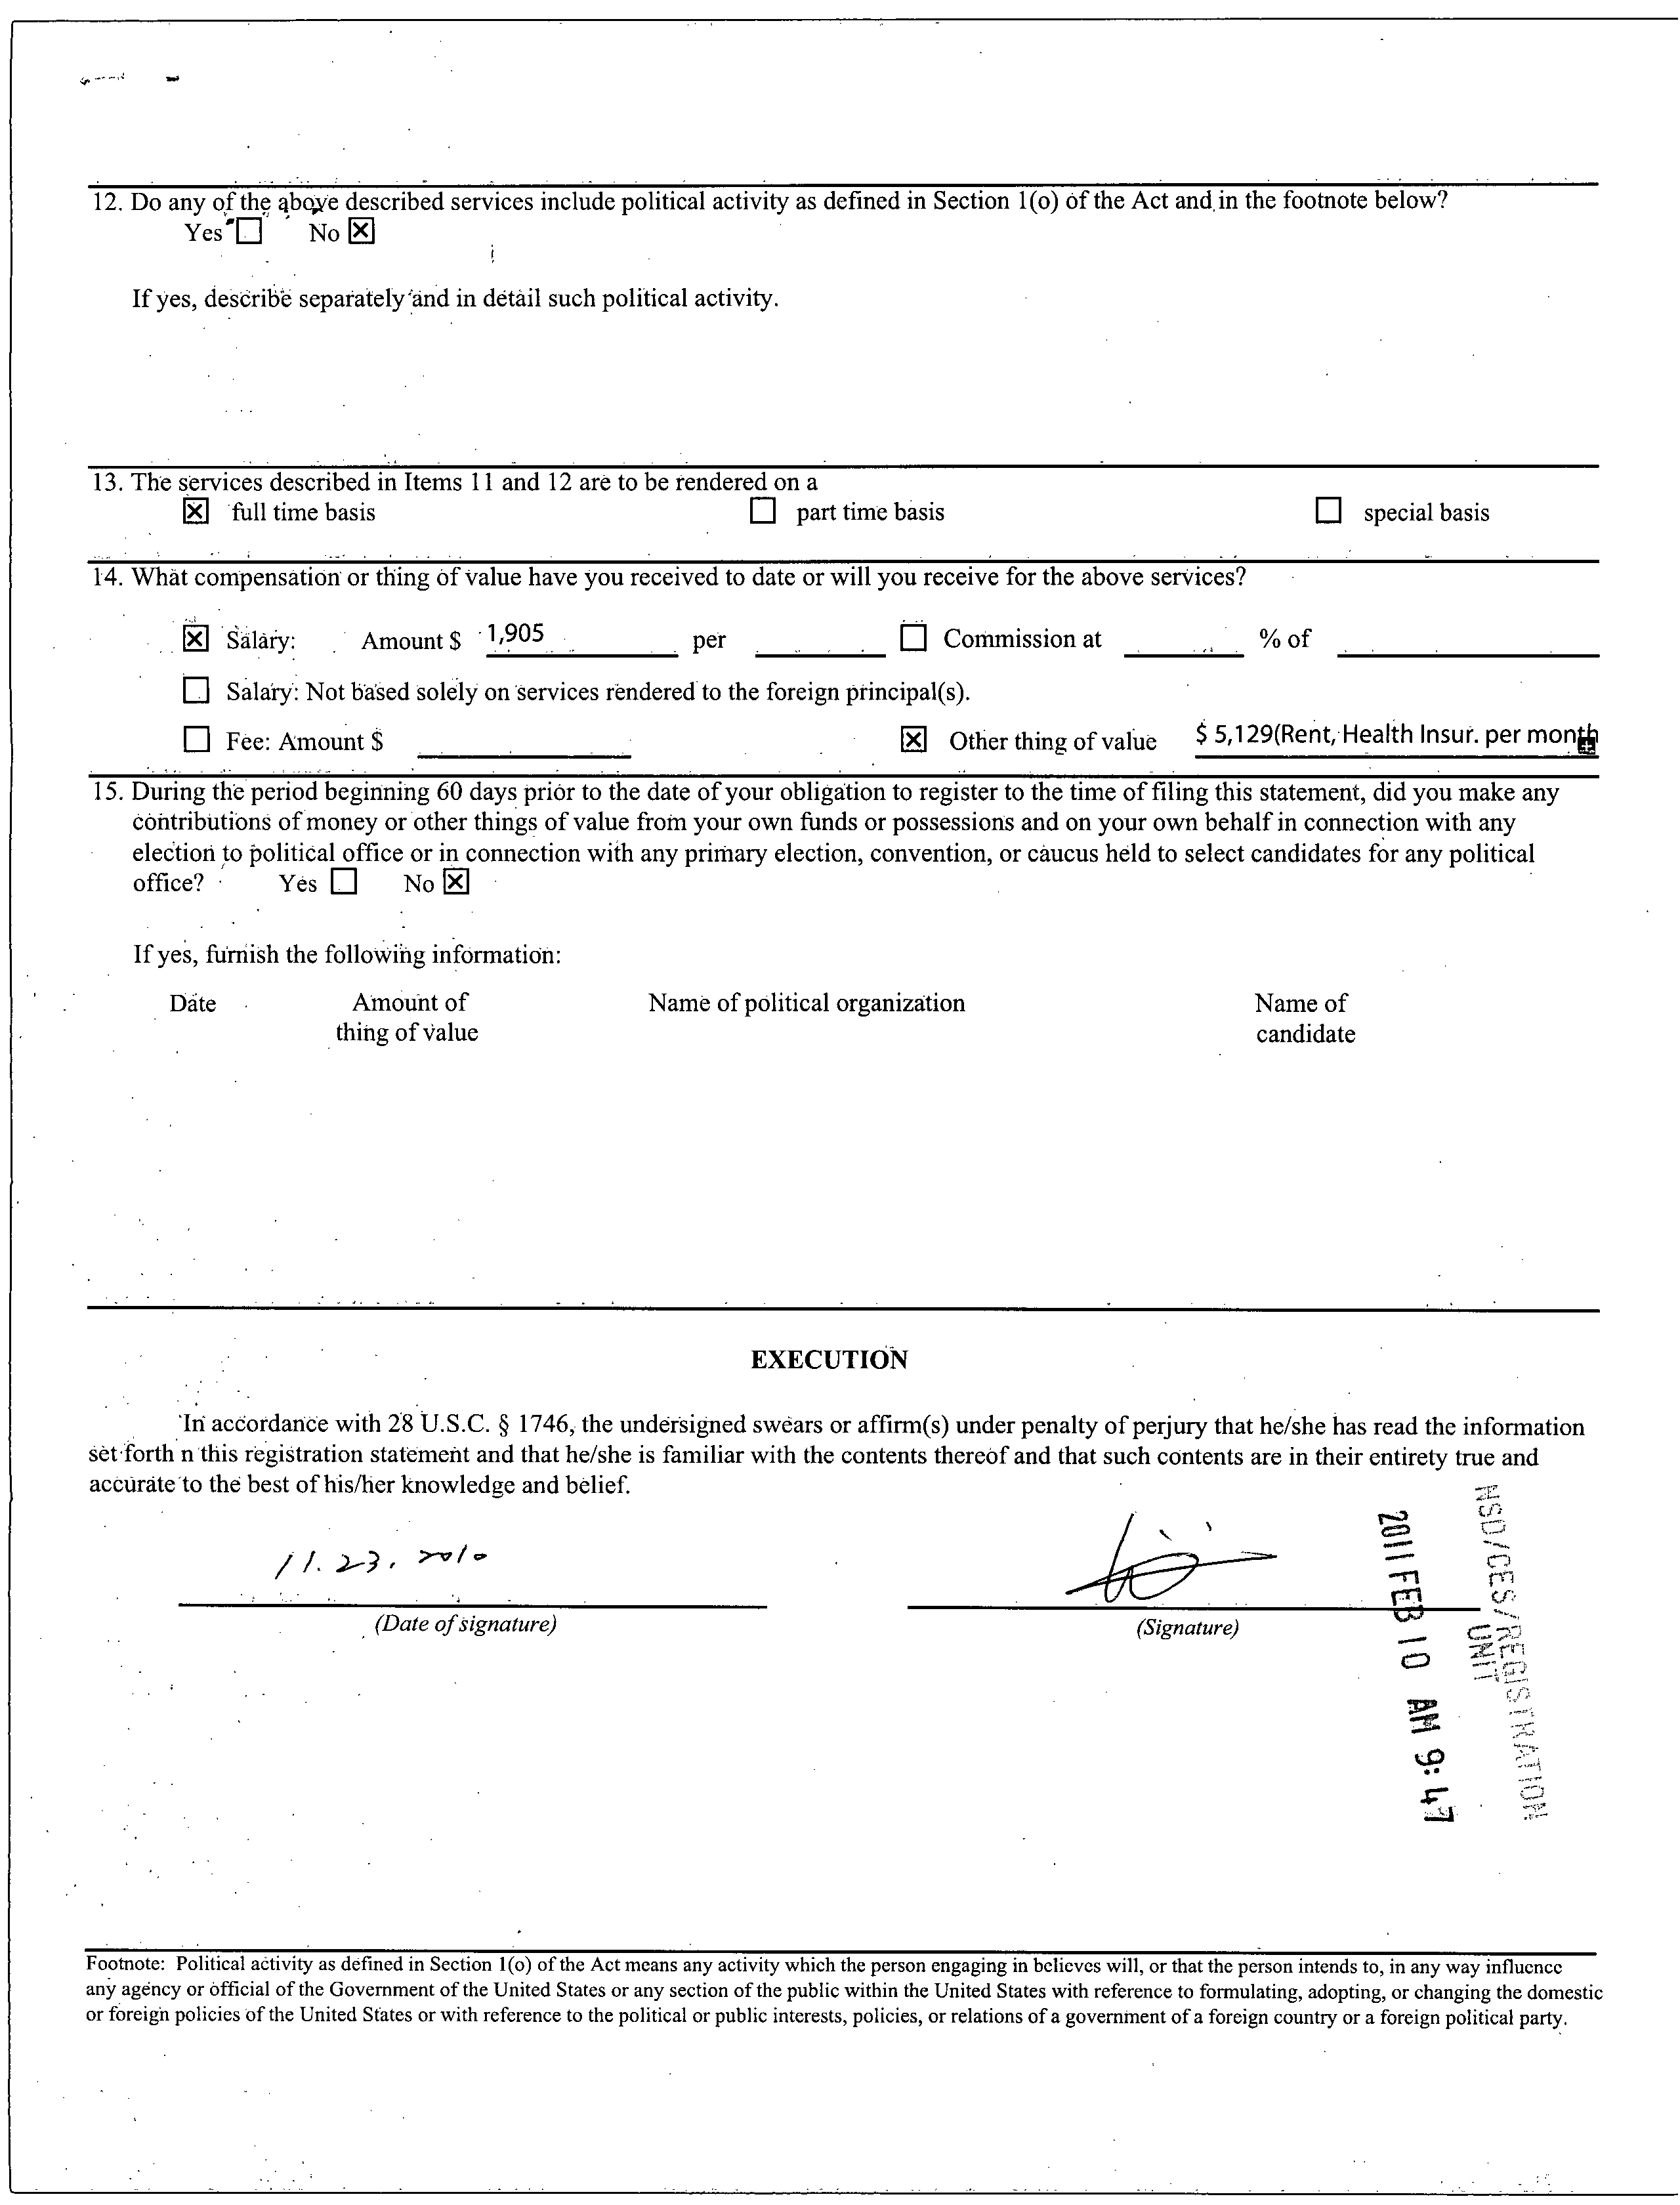 12. Do any of the above described services include political activity as defined in Section 1(o) of the Act and in the footnote below?
Yes ☐ No ☒
If yes, describe separately and in detail such political activity.
13. The services described in Items 11 and 12 are to be rendered on a
☒ full time basis ☐ part time basis ☐ special basis
14. What compensation or thing of value have you received to date or will you receive for the above services?
☒ Salary: Amount $ 1,905 per ☐ Commission at % of
☐ Salary: Not based solely on services rendered to the foreign principal(s).
☐ Fee: Amount $ ☒ Other thing of value $ 5,129(Rent, Health Insur. per month
15. During the period beginning 60 days prior to the date of your obligation to register to the time of filing this statement, did you make any
contributions of money or other things of value from your own funds or possessions and on your own behalf in connection with any
election to political office or in connection with any primary election, convention, or caucus held to select candidates for any political
office? Yes ☐ No ☒
If yes, furnish the following information:
Date Amount of Name of political organization Name of
thing of value candidate
EXECUTION
In accordance with 28 U.S.C. § 1746, the undersigned swears or affirm(s) under penalty of perjury that he/she has read the information
set forth n this registration statement and that he/she is familiar with the contents thereof and that such contents are in their entirety true and
accurate to the best of his/her knowledge and belief.
11.23.2010
(Date of signature) (Signature)
2011 FEB 10 AM 9:47
NSD/CES/REGISTRATION
UNIT
Footnote: Political activity as defined in Section 1(o) of the Act means any activity which the person engaging in believes will, or that the person intends to, in any way influence
any agency or official of the Government of the United States or any section of the public within the United States with reference to formulating, adopting, or changing the domestic
or foreign policies of the United States or with reference to the political or public interests, policies, or relations of a government of a foreign country or a foreign political party.